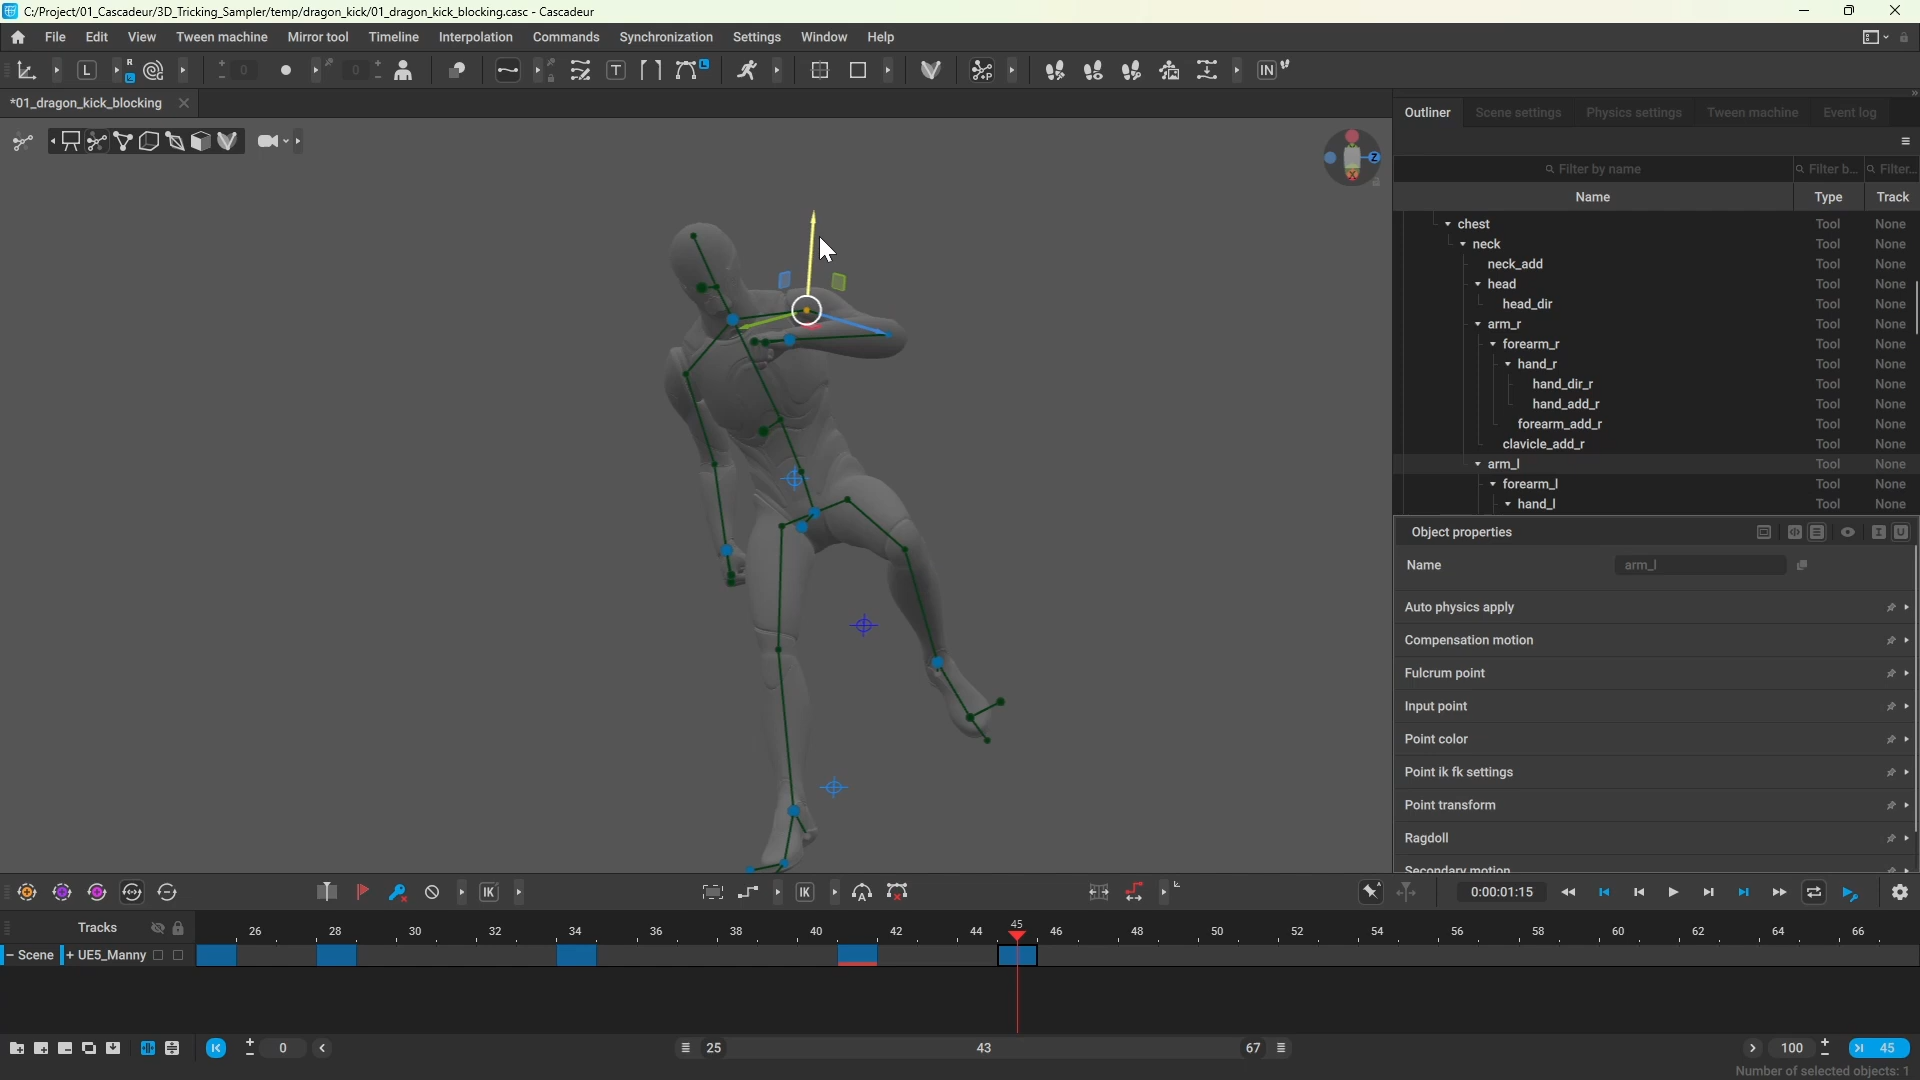 C:/Project/01_Cascadeur/3D_Tricking_Sampler/temp/dragon_kick/01_dragon_kick_blocking.casc - Cascadeur
File Edit View Tween machine Mirror tool Timeline Interpolation Commands Synchronization Settings Window Help
L R L 0 0 T L P IN
*01_dragon_kick_blocking
Outliner Scene settings Physics settings Tween machine Event log
Z
X
Filter by name Filter b... Filter...
Name Type Track
chest Tool None
neck Tool None
neck_add Tool None
head Tool None
head_dir Tool None
arm_r Tool None
forearm_r Tool None
hand_r Tool None
hand_dir_r Tool None
hand_add_r Tool None
forearm_add_r Tool None
clavicle_add_r Tool None
arm_l Tool None
forearm_l Tool None
hand_l Tool None
Object properties
Name arm_l
Auto physics apply
Compensation motion
Fulcrum point
Input point
Point color
Point ik fk settings
Point transform
Ragdoll
Secondary motion
IK IK 0:00:01:15
Tracks 26 28 30 32 34 36 38 40 42 44 45 46 48 50 52 54 56 58 60 62 64 66
Scene + UE5_Manny
0 25 43 67 100 45
Number of selected objects: 1